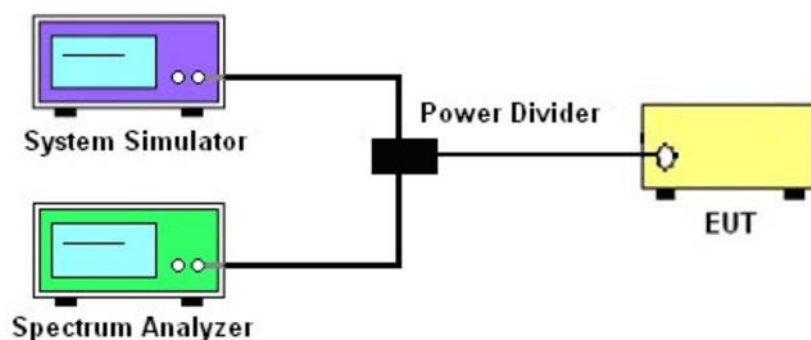 System Simulator
Power Divider
EUT
Spectrum Analyzer